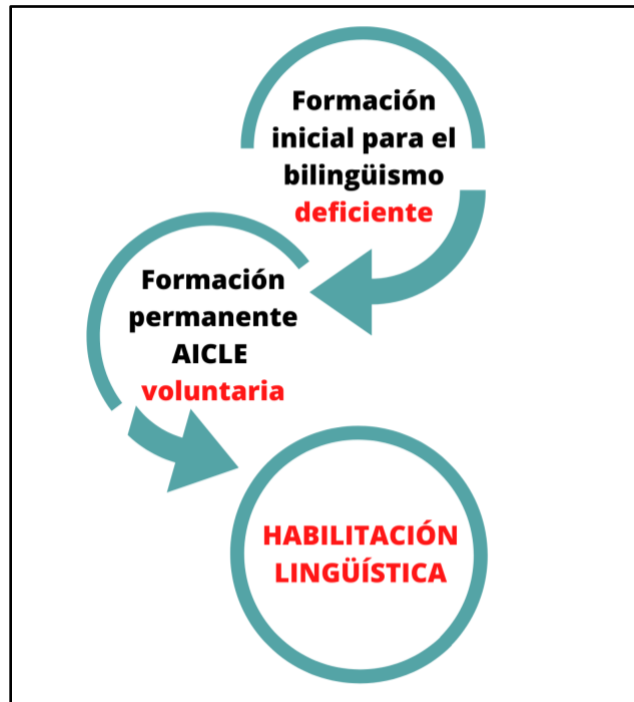 Formación
inicial para el
bilingüismo
deficiente
Formación
permanente
AICLE
voluntaria
HABILITACIÓN
LINGÜÍSTICA